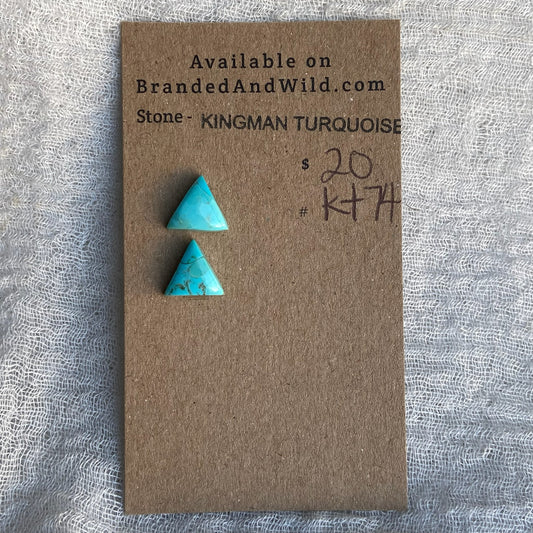 Available on
BrandedAndWild.com
Stone - KINGMAN TURQUOISE
$ 20
# Kt74